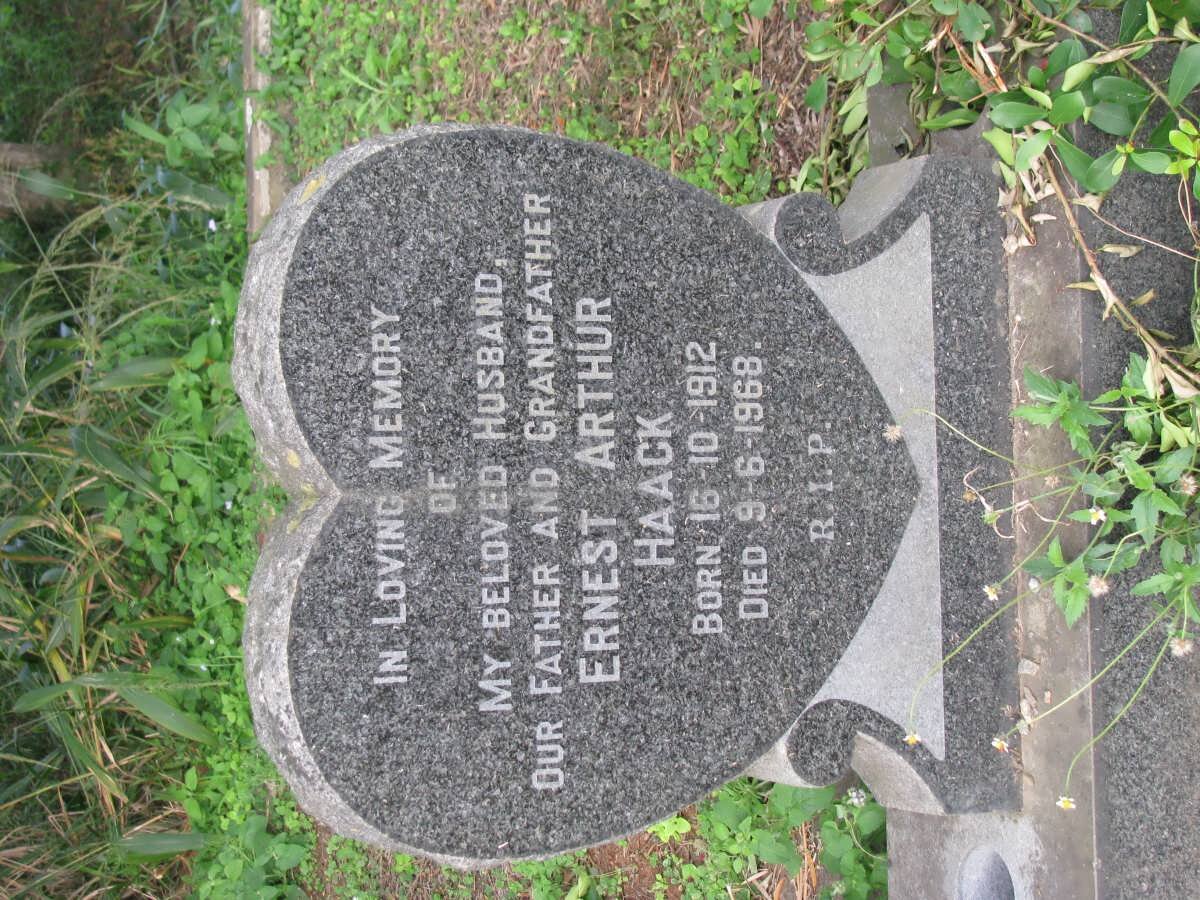 IN LOVING MEMORY
OF
MY BELOVED HUSBAND,
OUR FATHER AND GRANDFATHER
ERNEST ARTHUR
HAACK
BORN 16-10-1912
DIED 9-6-1968.
R.I.P.